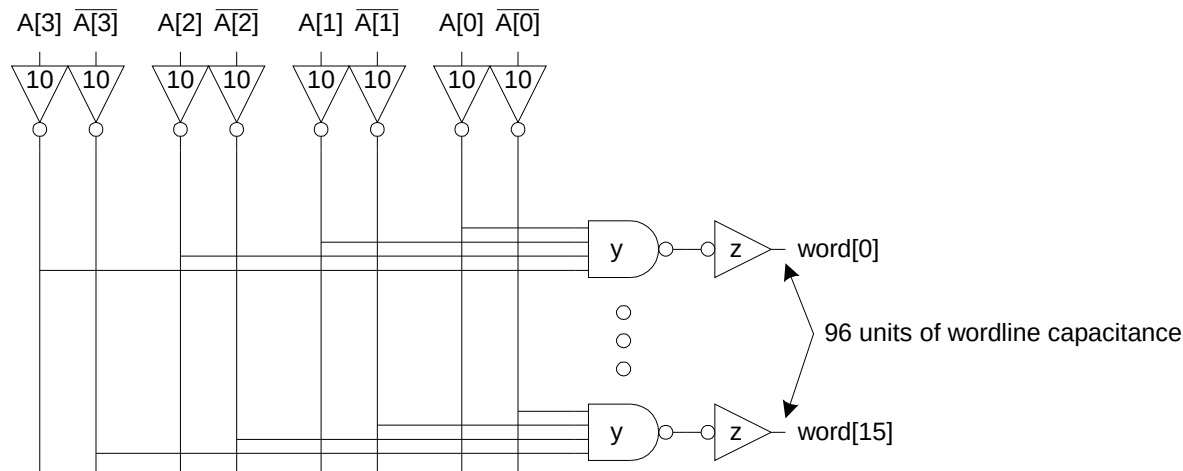 A[3] A̅[̅3̅]̅ A[2] A̅[̅2̅]̅ A[1] A̅[̅1̅]̅ A[0] A̅[̅0̅]̅
10 10 10 10 10 10 10 10
y z word[0]
96 units of wordline capacitance
y z word[15]